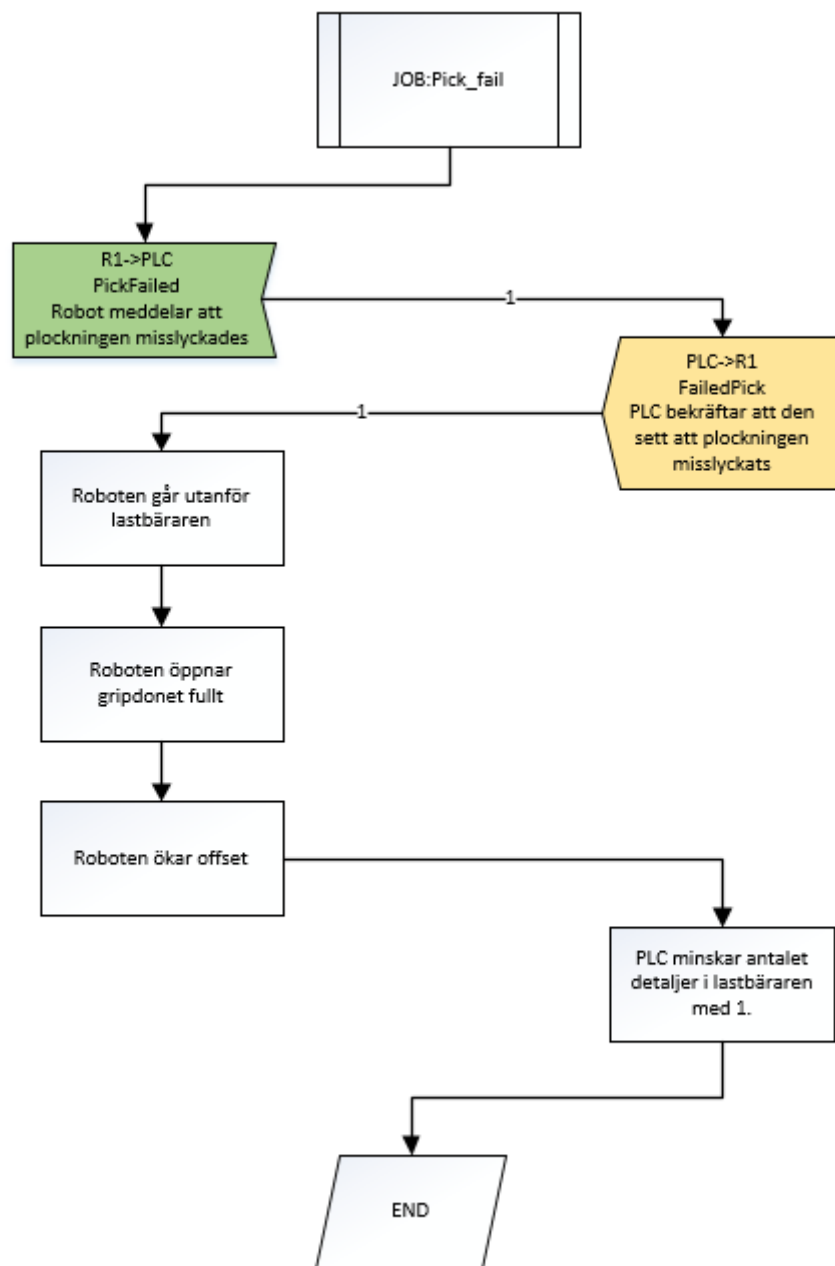 JOB:Pick_fail
R1->PLC
PickFailed
Robot meddelar att
plockningen misslyckades
1
PLC->R1
FailedPick
PLC bekräftar att den
sett att plockningen
misslyckats
1
Roboten går utanför
lastbäraren
Roboten öppnar
gripdonet fullt
Roboten ökar offset
PLC minskar antalet
detaljer i lastbäraren
med 1.
END